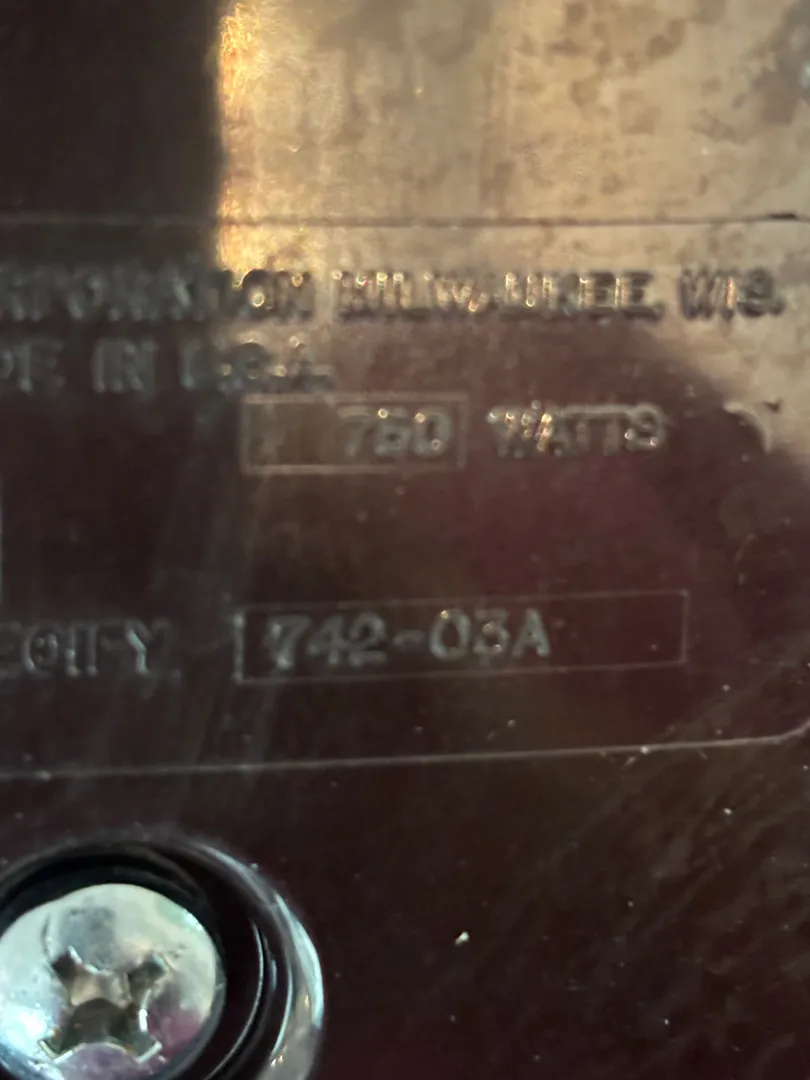 RPORATION MILWAUKEE, WIS.
DE IN U.S.A.
750 WATTS
ECIFY 742-03A